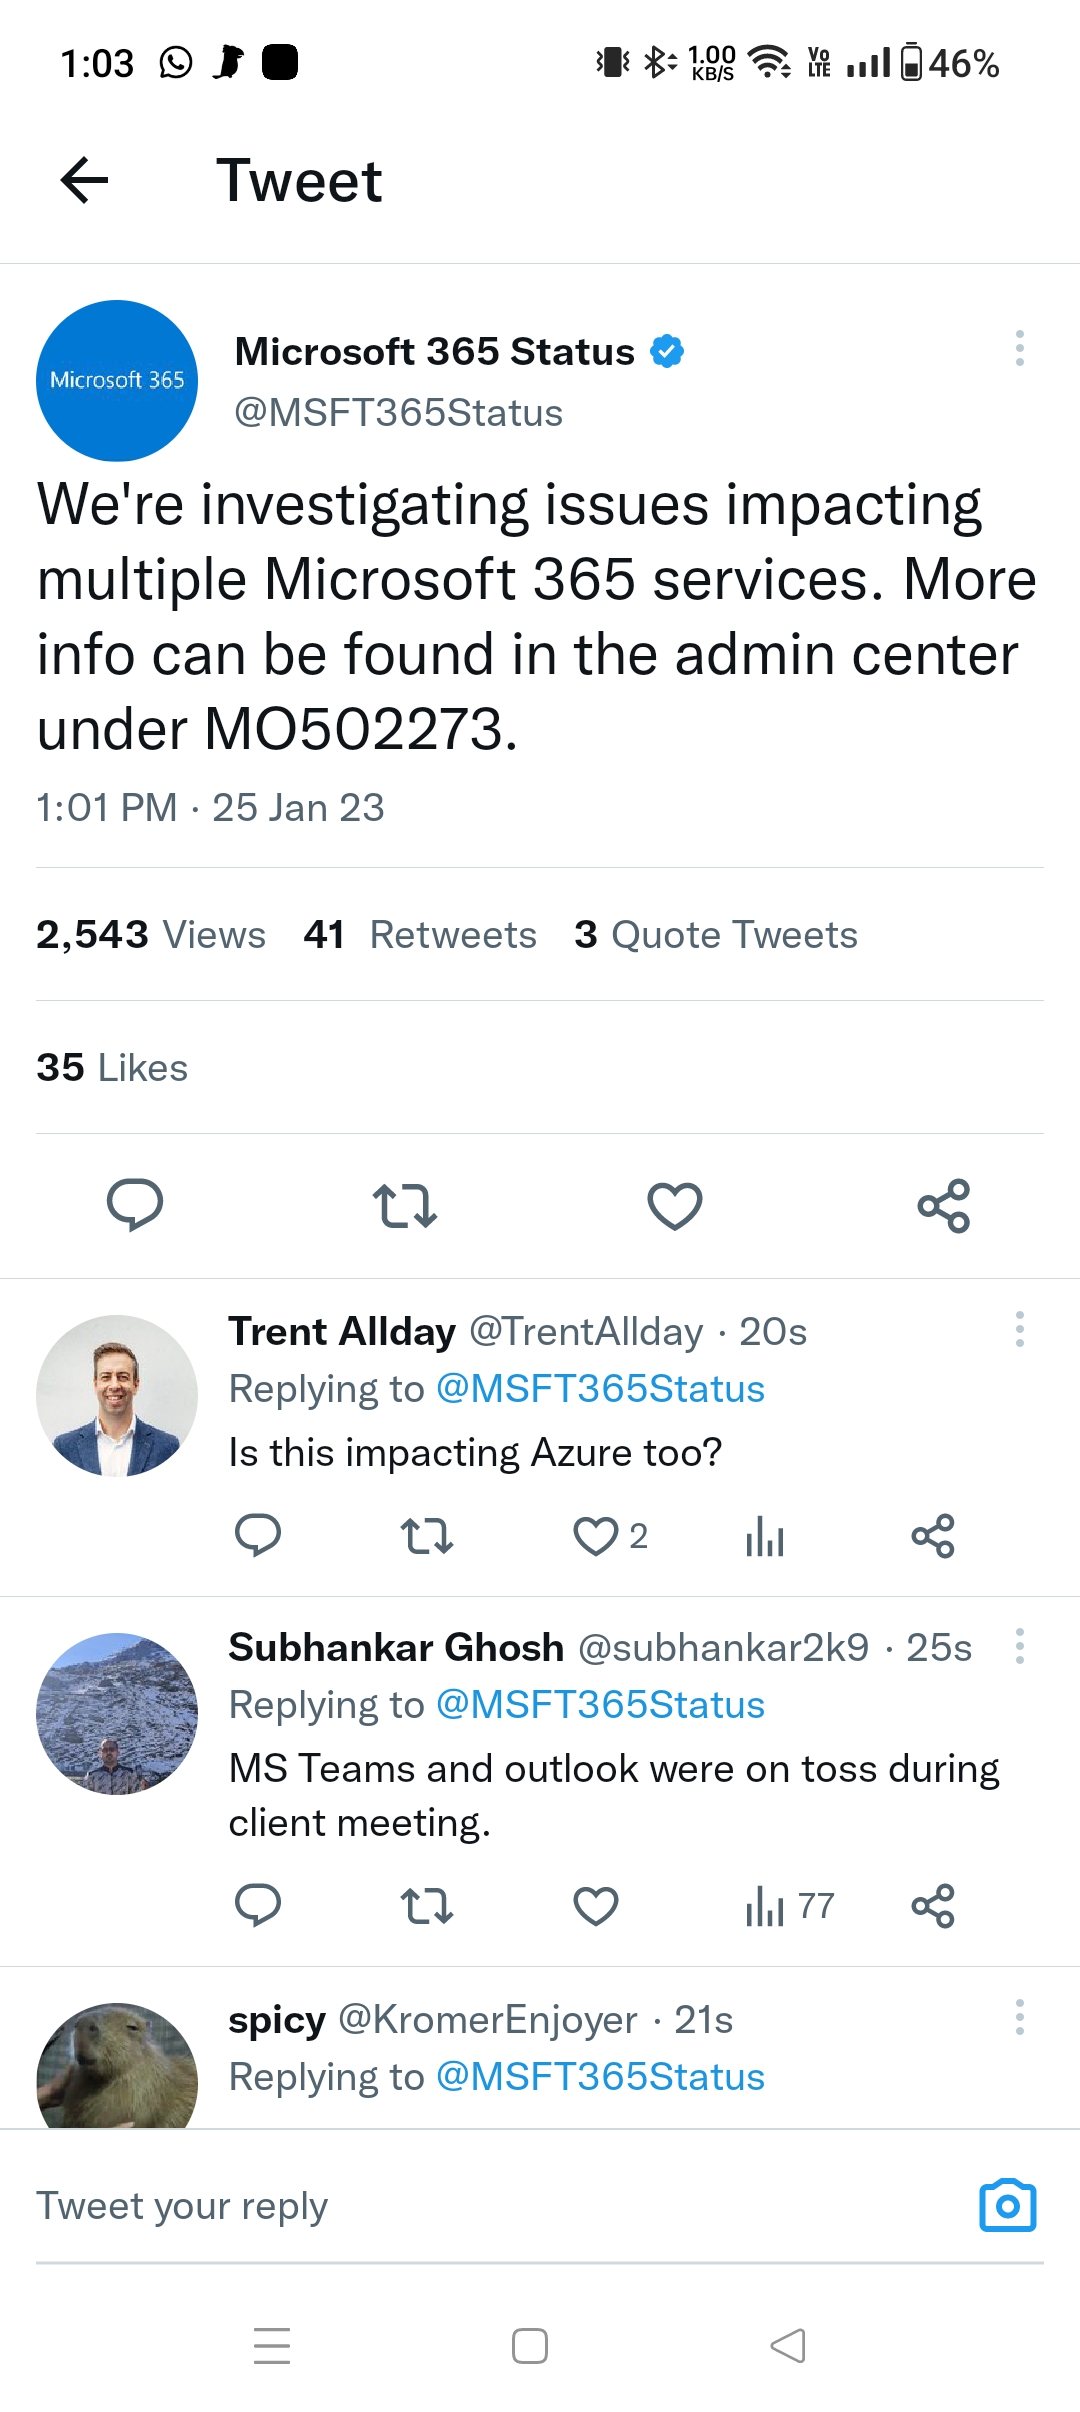 1:03 1.00 KB/S Vo LTE 46%
Tweet
Microsoft 365
Microsoft 365 Status
@MSFT365Status
We're investigating issues impacting
multiple Microsoft 365 services. More
info can be found in the admin center
under MO502273.
1:01 PM · 25 Jan 23
2,543 Views 41 Retweets 3 Quote Tweets
35 Likes
Trent Allday @TrentAllday · 20s
Replying to @MSFT365Status
Is this impacting Azure too?
2
Subhankar Ghosh @subhankar2k9 · 25s
Replying to @MSFT365Status
MS Teams and outlook were on toss during
client meeting.
77
spicy @KromerEnjoyer · 21s
Replying to @MSFT365Status
Tweet your reply